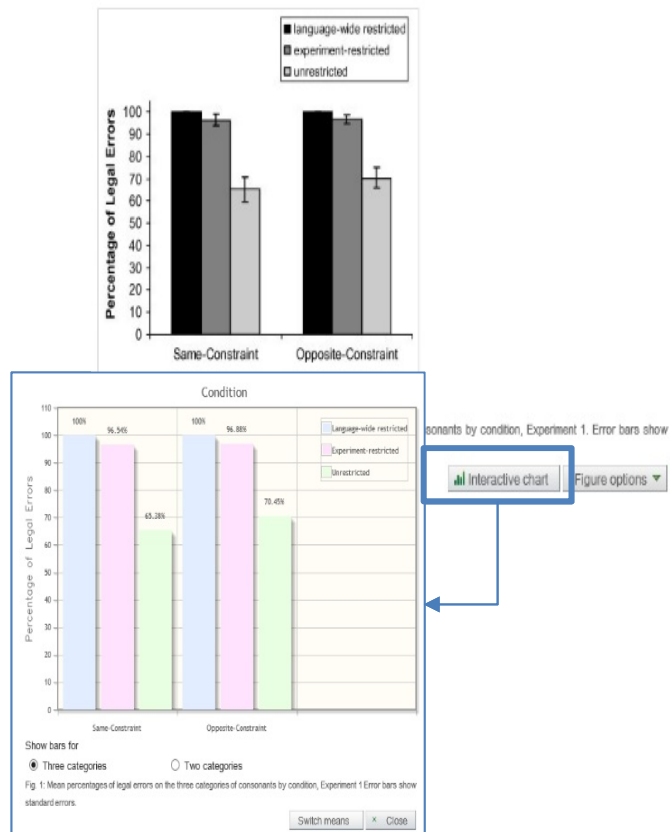 language-wide restricted
experiment-restricted
unrestricted
Percentage of Legal Errors
100
90
80
70
60
50
40
30
20
10
0
Same-Constraint
Opposite-Constraint
Condition
110
100
90
80
70
60
50
40
30
20
10
0
Percentage of Legal Errors
100%
96.54%
65.38%
100%
96.88%
70.45%
Language-wide restricted
Experiment-restricted
Unrestricted
Same-Constraint
Opposite-Constraint
Show bars for
Three categories
Two categories
Fig. 1: Mean percentages of legal errors on the three categories of consonants by condition, Experiment 1 Error bars show
standard errors.
Switch means
× Close
sonants by condition, Experiment 1. Error bars show
Interactive chart
Figure options